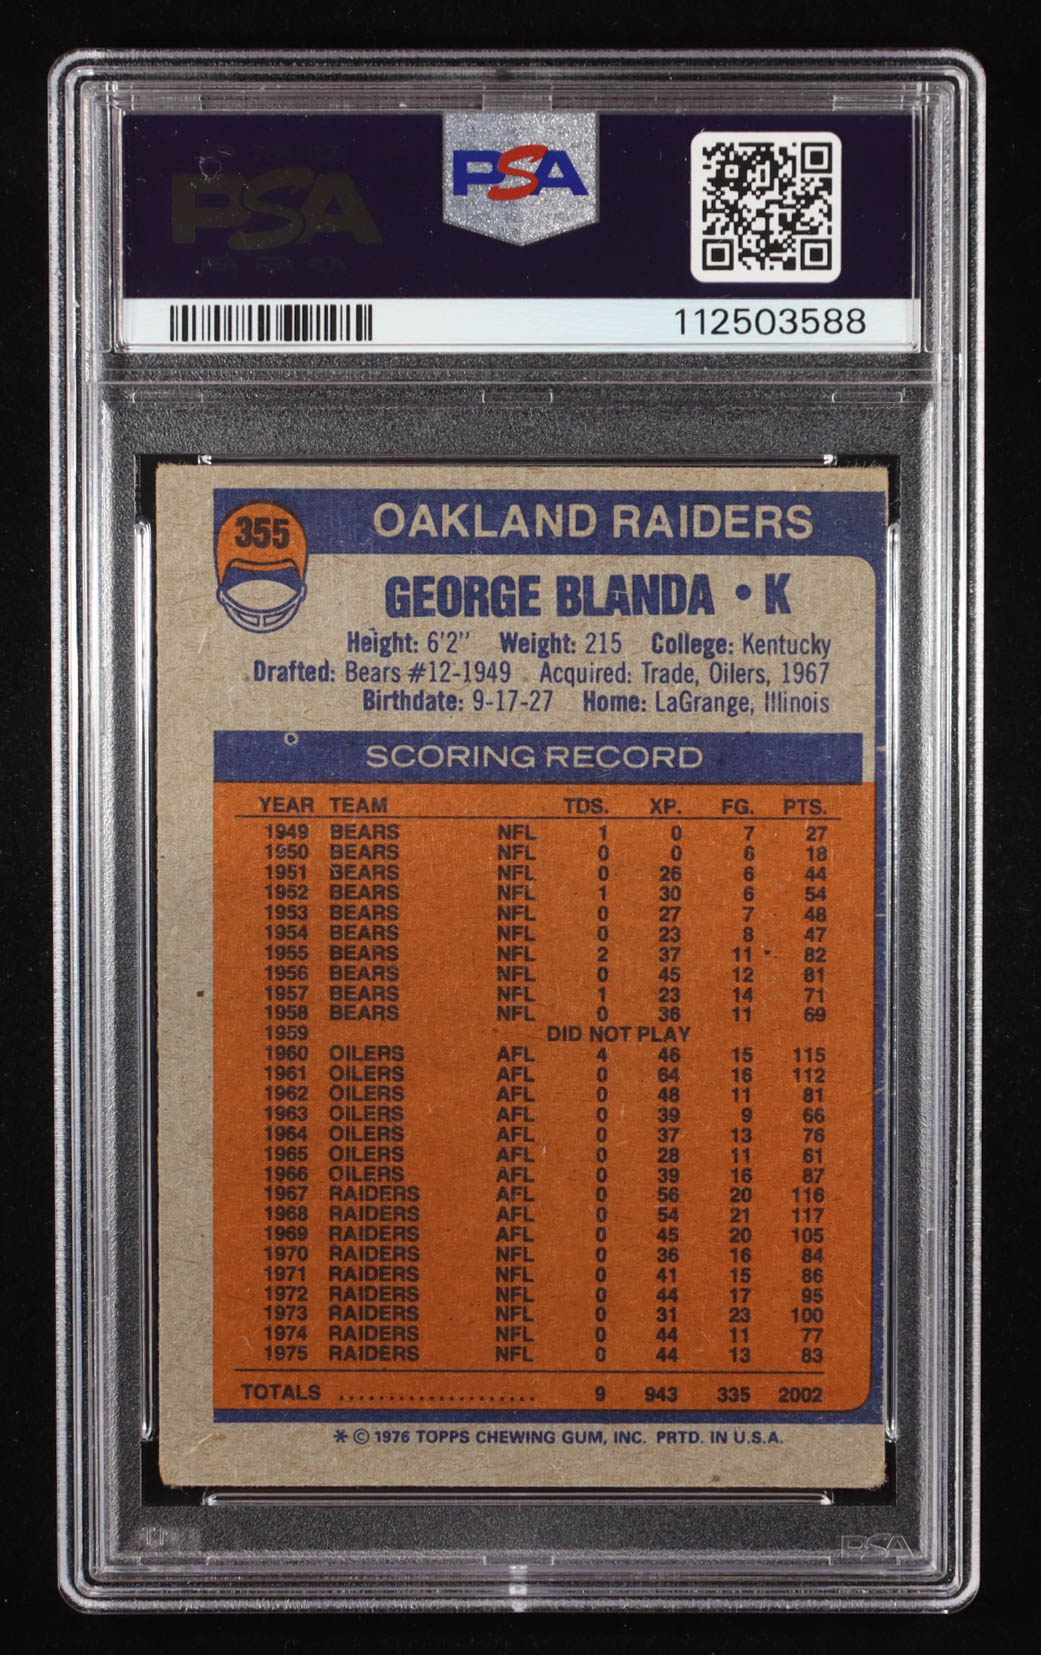 PSA
PSA
112503588
355
OAKLAND RAIDERS
GEORGE BLANDA • K
Height: 6'2" Weight: 215 College: Kentucky
Drafted: Bears #12-1949 Acquired: Trade, Oilers, 1967
Birthdate: 9-17-27 Home: LaGrange, Illinois
SCORING RECORD
YEAR TEAM TDS. XP. FG. PTS.
1949 BEARS NFL 1 0 7 27
1950 BEARS NFL 0 0 6 18
1951 BEARS NFL 0 26 6 44
1952 BEARS NFL 1 30 6 54
1953 BEARS NFL 0 27 7 48
1954 BEARS NFL 0 23 8 47
1955 BEARS NFL 2 37 11 82
1956 BEARS NFL 0 45 12 81
1957 BEARS NFL 1 23 14 71
1958 BEARS NFL 0 36 11 69
1959 DID NOT PLAY
1960 OILERS AFL 4 46 15 115
1961 OILERS AFL 0 64 16 112
1962 OILERS AFL 0 48 11 81
1963 OILERS AFL 0 39 9 66
1964 OILERS AFL 0 37 13 76
1965 OILERS AFL 0 28 11 61
1966 OILERS AFL 0 39 16 87
1967 RAIDERS AFL 0 56 20 116
1968 RAIDERS AFL 0 54 21 117
1969 RAIDERS AFL 0 45 20 105
1970 RAIDERS NFL 0 36 16 84
1971 RAIDERS NFL 0 41 15 86
1972 RAIDERS NFL 0 44 17 95
1973 RAIDERS NFL 0 31 23 100
1974 RAIDERS NFL 0 44 11 77
1975 RAIDERS NFL 0 44 13 83
TOTALS .................... 9 943 335 2002
* © 1976 TOPPS CHEWING GUM, INC. PRTD. IN U.S.A.
PSA